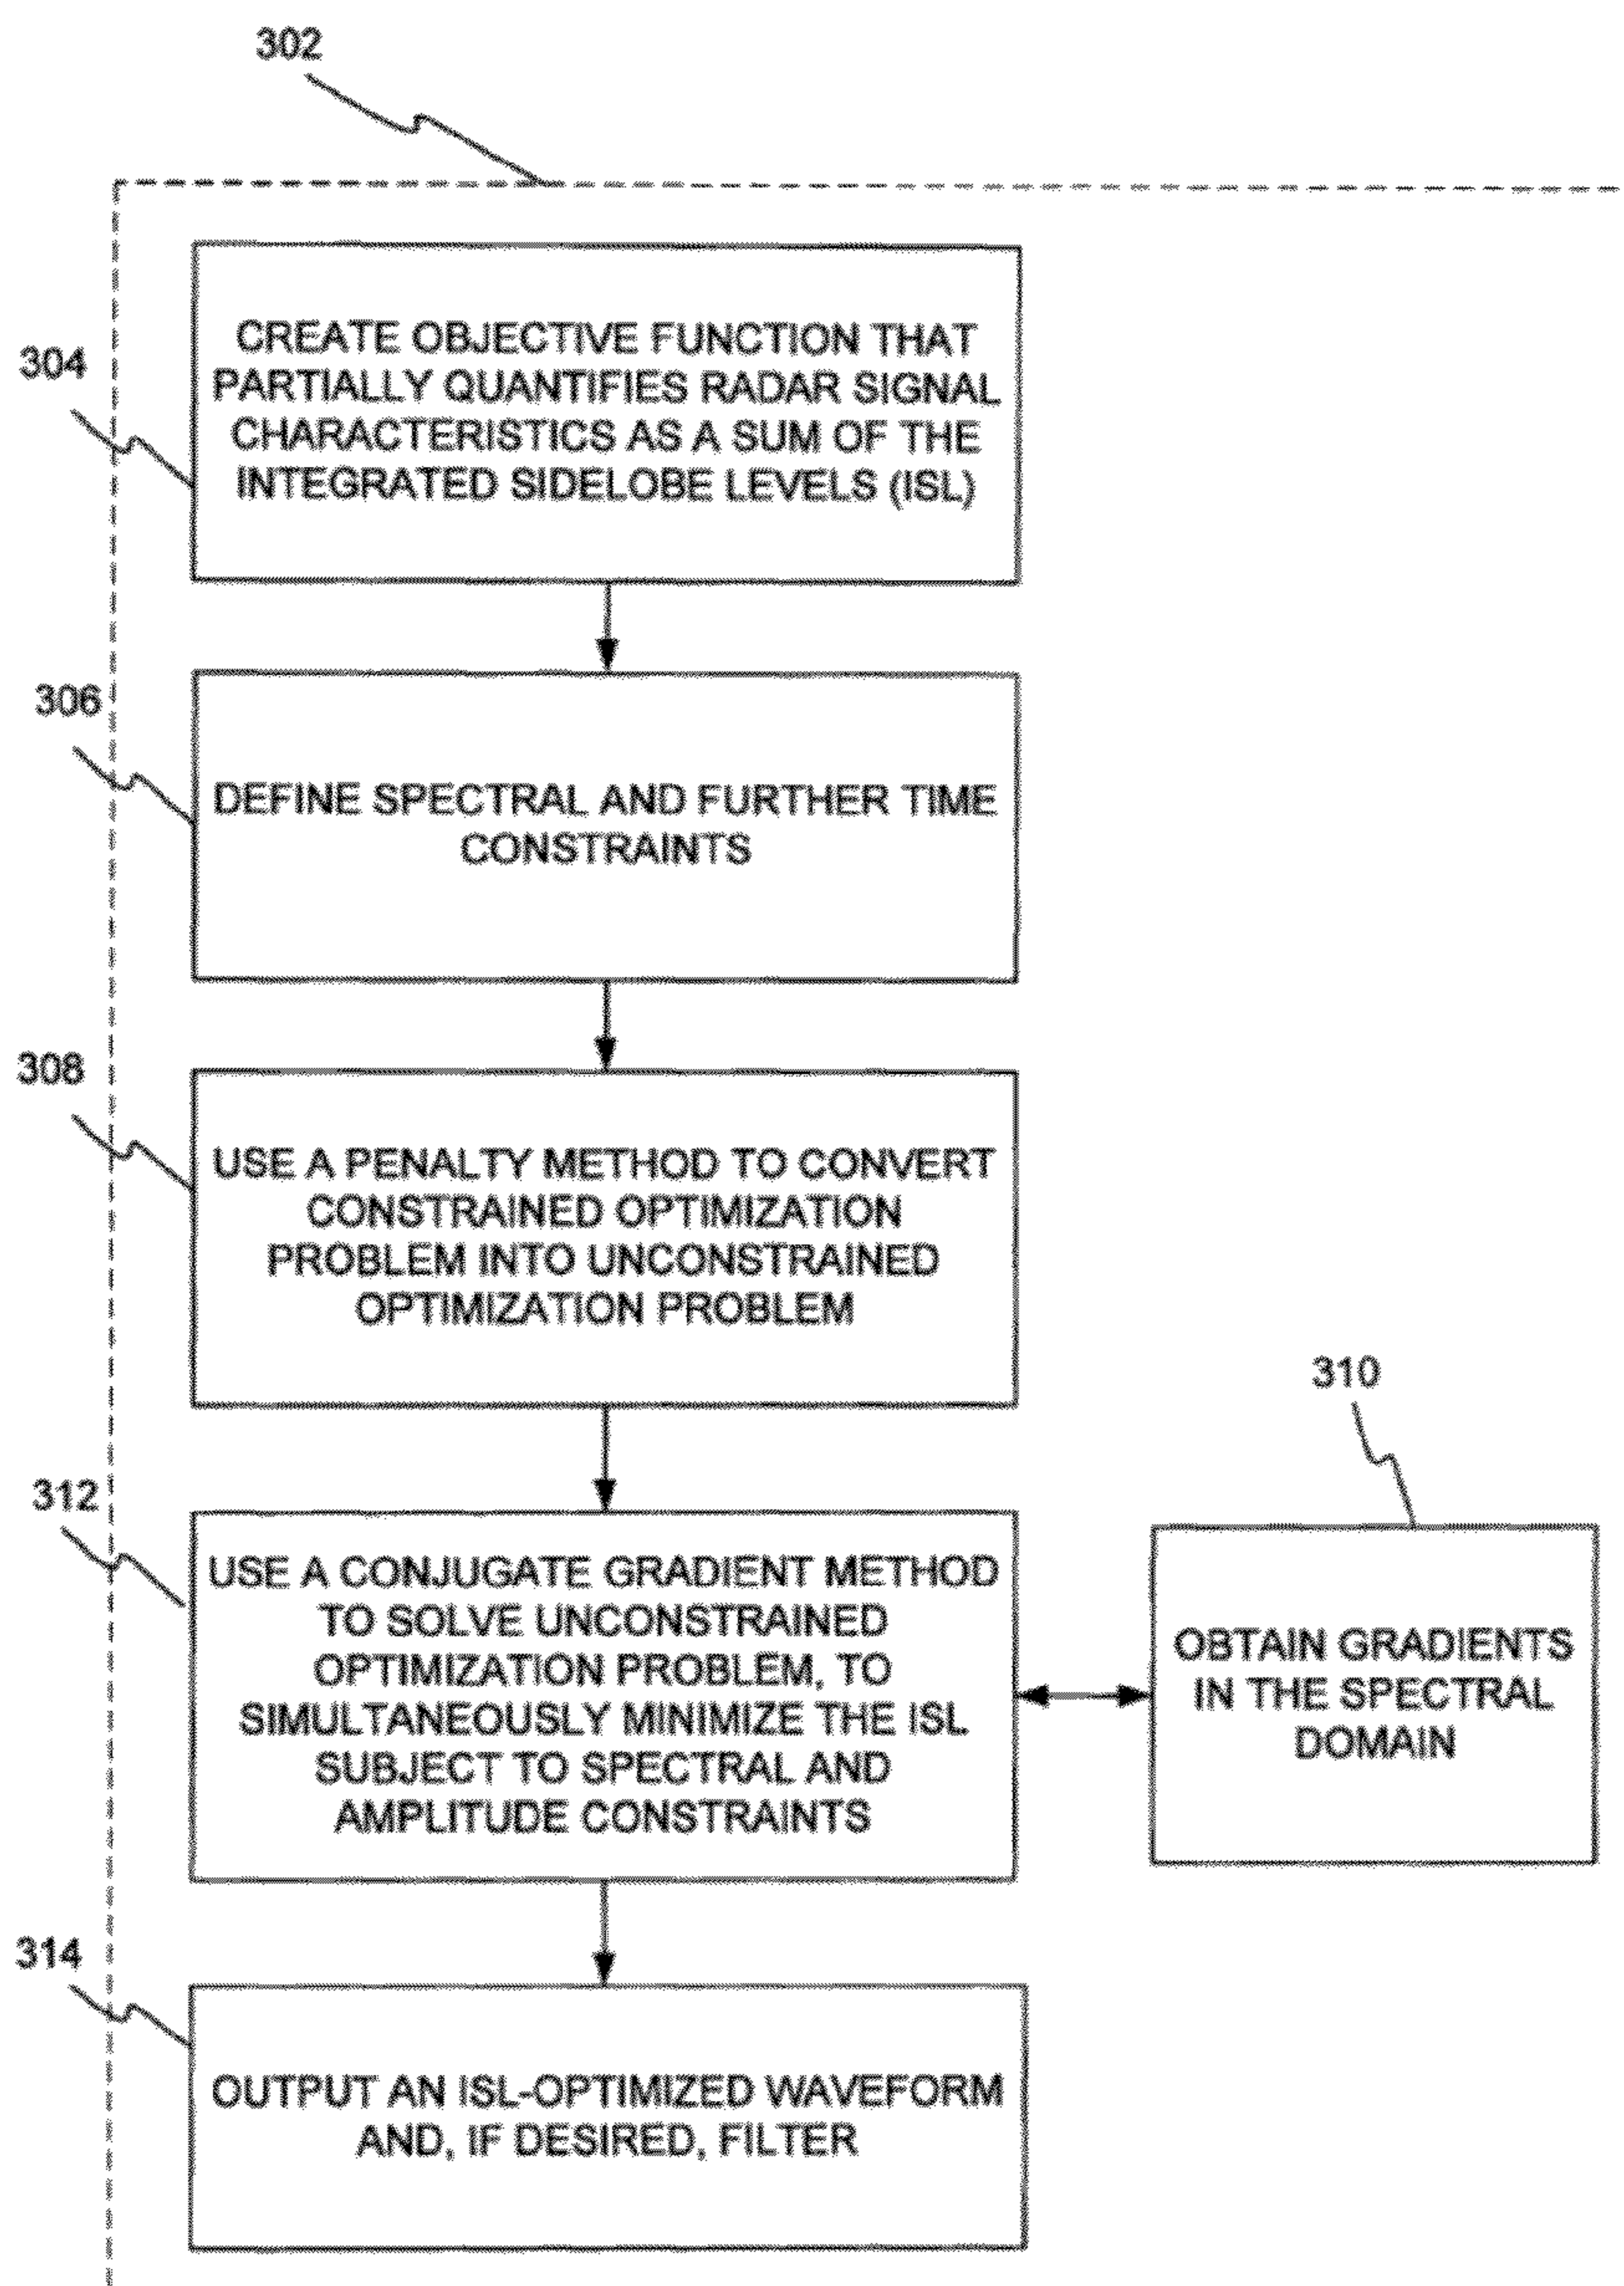 302
304
CREATE OBJECTIVE FUNCTION THAT
PARTIALLY QUANTIFIES RADAR SIGNAL
CHARACTERISTICS AS A SUM OF THE
INTEGRATED SIDELOBE LEVELS (ISL)
306
DEFINE SPECTRAL AND FURTHER TIME
CONSTRAINTS
308
USE A PENALTY METHOD TO CONVERT
CONSTRAINED OPTIMIZATION
PROBLEM INTO UNCONSTRAINED
OPTIMIZATION PROBLEM
310
312
USE A CONJUGATE GRADIENT METHOD
TO SOLVE UNCONSTRAINED
OPTIMIZATION PROBLEM, TO
SIMULTANEOUSLY MINIMIZE THE ISL
SUBJECT TO SPECTRAL AND
AMPLITUDE CONSTRAINTS
OBTAIN GRADIENTS
IN THE SPECTRAL
DOMAIN
314
OUTPUT AN ISL-OPTIMIZED WAVEFORM
AND, IF DESIRED, FILTER